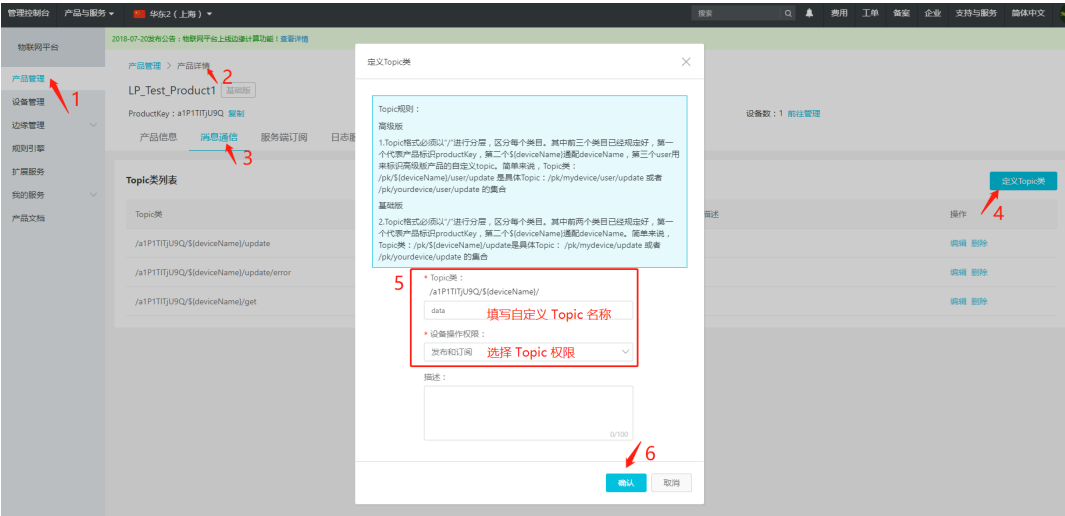 管理控制台 产品与服务 华东2（上海） 搜索 费用 工单 备案 企业 支持与服务 简体中文
物联网平台
2018-07-20发布公告：物联网平台上线边缘计算功能！查看详情
产品管理 > 产品详情
2
产品管理
1
设备管理
边缘管理
规则引擎
扩展服务
我的服务
产品文档
LP_Test_Product1 基础版
ProductKey：a1P1TITjU9Q 复制
设备数：1 前往管理
产品信息 消息通信 服务端订阅 日志服
3
Topic类列表
定义Topic类
4
Topic类 描述 操作
/a1P1TITjU9Q/${deviceName}/update 编辑 删除
/a1P1TITjU9Q/${deviceName}/update/error 编辑 删除
/a1P1TITjU9Q/${deviceName}/get 编辑 删除
定义Topic类
Topic规则：
高级版
1.Topic格式必须以“/”进行分层，区分每个类目。其中前三个类目已经规定好，第一
个代表产品标识productKey，第二个${deviceName}通配deviceName，第三个user用
来标识高级版产品的自定义topic。简单来说，Topic类：
/pk/${deviceName}/user/update 是具体Topic：/pk/mydevice/user/update 或者
/pk/yourdevice/user/update 的集合
基础版
2.Topic格式必须以“/”进行分层，区分每个类目。其中前两个类目已经规定好，第一
个代表产品标识productKey，第二个${deviceName}通配deviceName。简单来说，
Topic类：/pk/${deviceName}/update是具体Topic： /pk/mydevice/update 或者
/pk/yourdevice/update 的集合
5
* Topic类：
/a1P1TITjU9Q/${deviceName}/
data 填写自定义 Topic 名称
* 设备操作权限：
发布和订阅 选择 Topic 权限
描述：
0/100
6
确认 取消